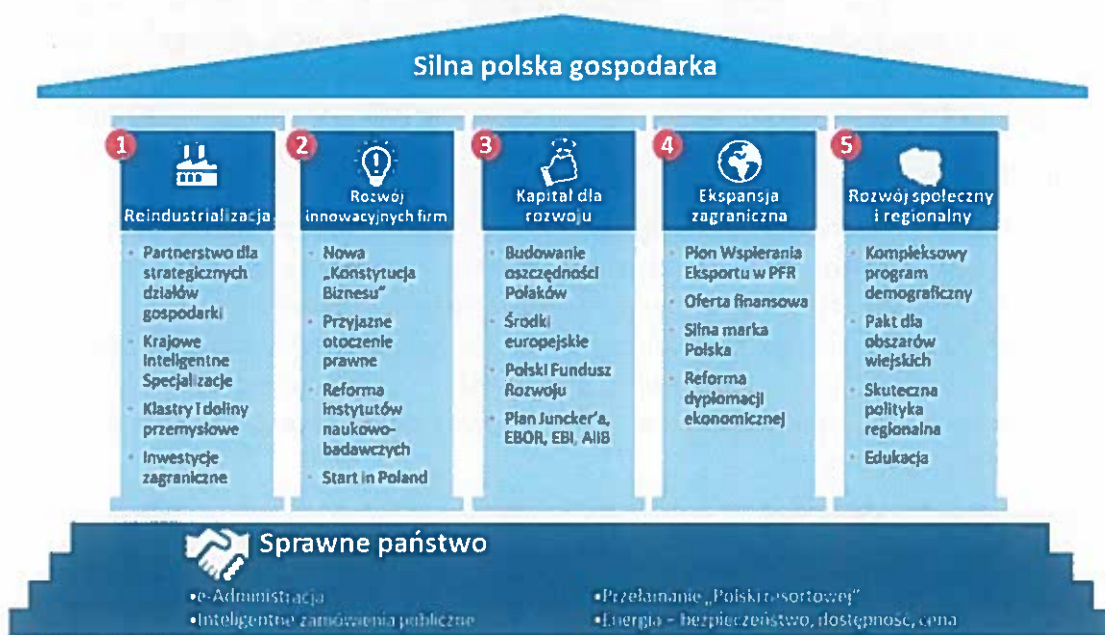 Silna polska gospodarka
1
Reindustrializacja
Partnerstwo dla
strategicznych
działów
gospodarki
Krajowe
Inteligentne
Specjalizacje
Klastry i doliny
przemysłowe
Inwestycje
zagraniczne
2
Rozwój
innowacyjnych firm
Nowa
„Konstytucja
Biznesu"
Przyjazne
otoczenie
prawne
Reforma
instytutów
naukowo-
badawczych
Start in Poland
3
Kapitał dla
rozwoju
Budowanie
oszczędności
Polaków
Środki
europejskie
Polski Fundusz
Rozwoju
Plan Juncker'a,
EBOR, EBI, AIIB
4
Ekspansja
zagraniczna
Pion Wspierania
Eksportu w PFR
Oferta finansowa
Silna marka
Polska
Reforma
dyplomacji
ekonomicznej
5
Rozwój społeczny
i regionalny
Kompleksowy
program
demograficzny
Pakt dla
obszarów
wiejskich
Skuteczna
polityka
regionalna
Edukacja
Sprawne państwo
•e-Administracja
•Inteligentne zamówienia publiczne
•Przełamanie „Polski resortowej"
•Energia – bezpieczeństwo, dostępność, cena